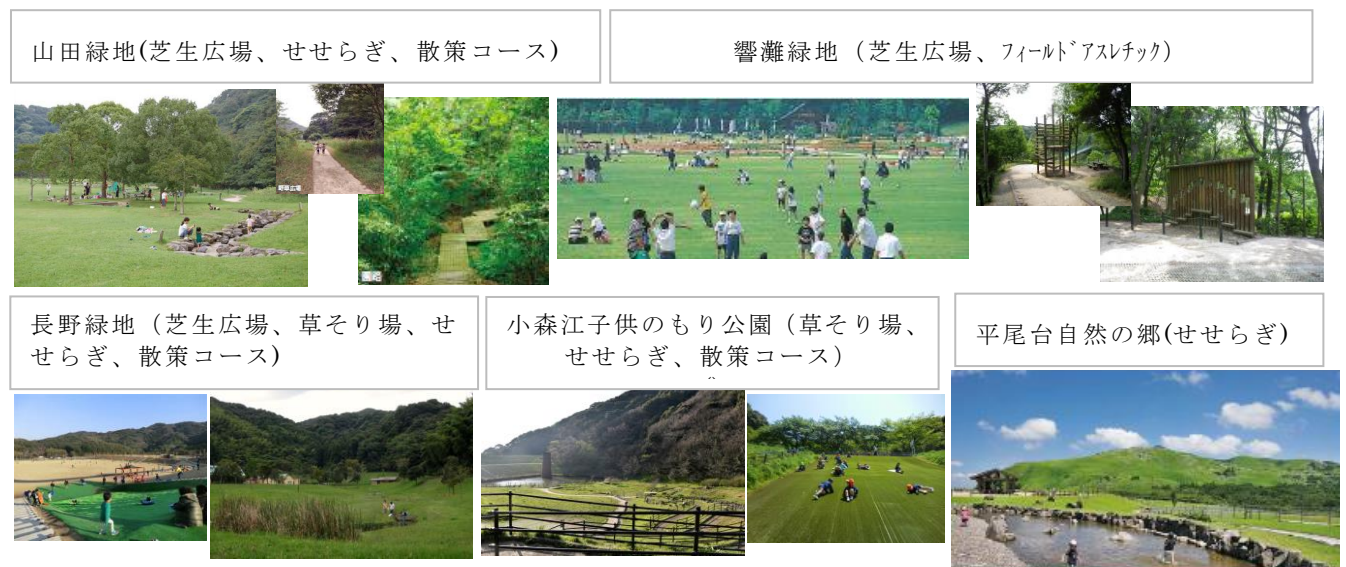 山田緑地(芝生広場、せせらぎ、散策コース)
響灘緑地（芝生広場、ﾌｨｰﾙﾄﾞｱｽﾚﾁｯｸ）
野草広場
長野緑地（芝生広場、草そり場、せ
せらぎ、散策コース)
小森江子供のもり公園（草そり場、
せせらぎ、散策コース）
平尾台自然の郷(せせらぎ)